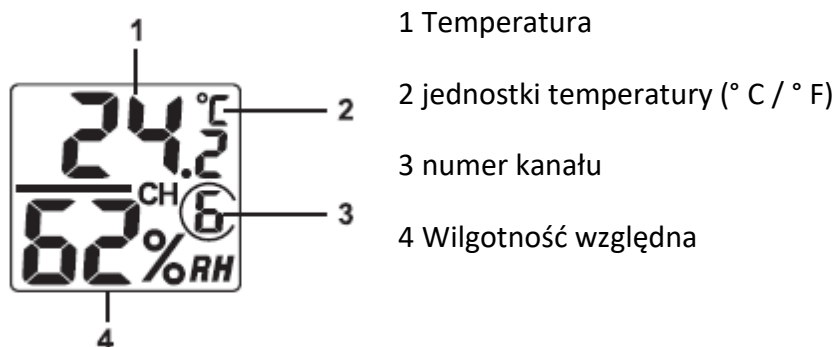 1
24.2 °C
2
CH 6
3
62 % RH
4
1 Temperatura
2 jednostki temperatury (° C / ° F)
3 numer kanału
4 Wilgotność względna